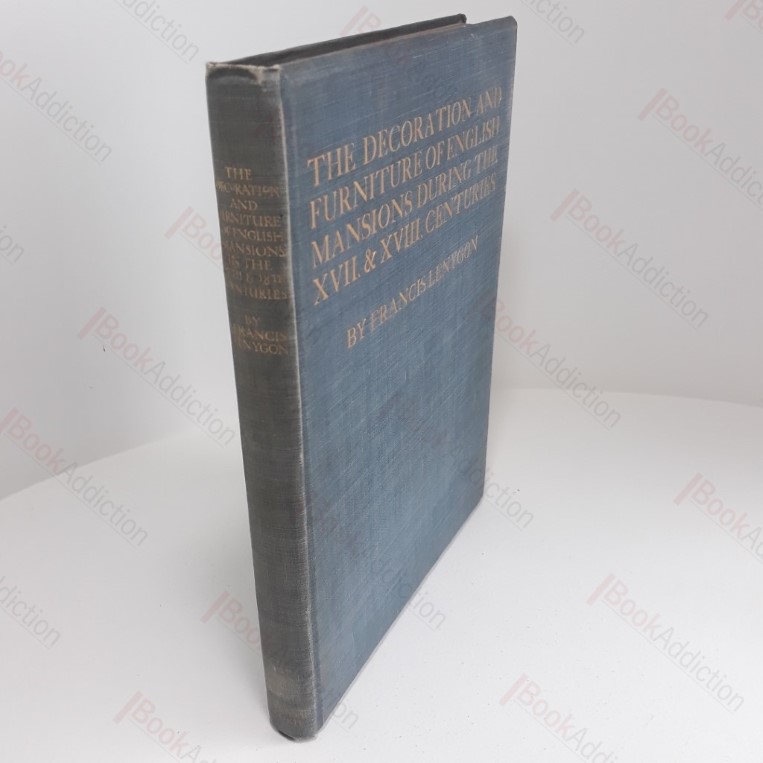 THE DECORATION AND
FURNITURE OF ENGLISH
MANSIONS DURING THE
XVII. & XVIII. CENTURIES
BY FRANCIS LENYGON
THE
DECORATION
AND
FURNITURE
OF ENGLISH
MANSIONS
THE
CENTURIES
BY
FRANCIS
LENYGON
BookAddiction